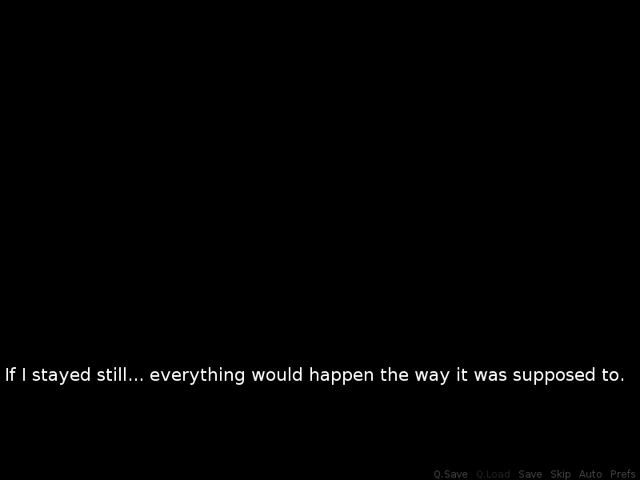 If I stayed still... everything would happen the way it was supposed to.
Q.Save Q.Load Save Skip Auto Prefs